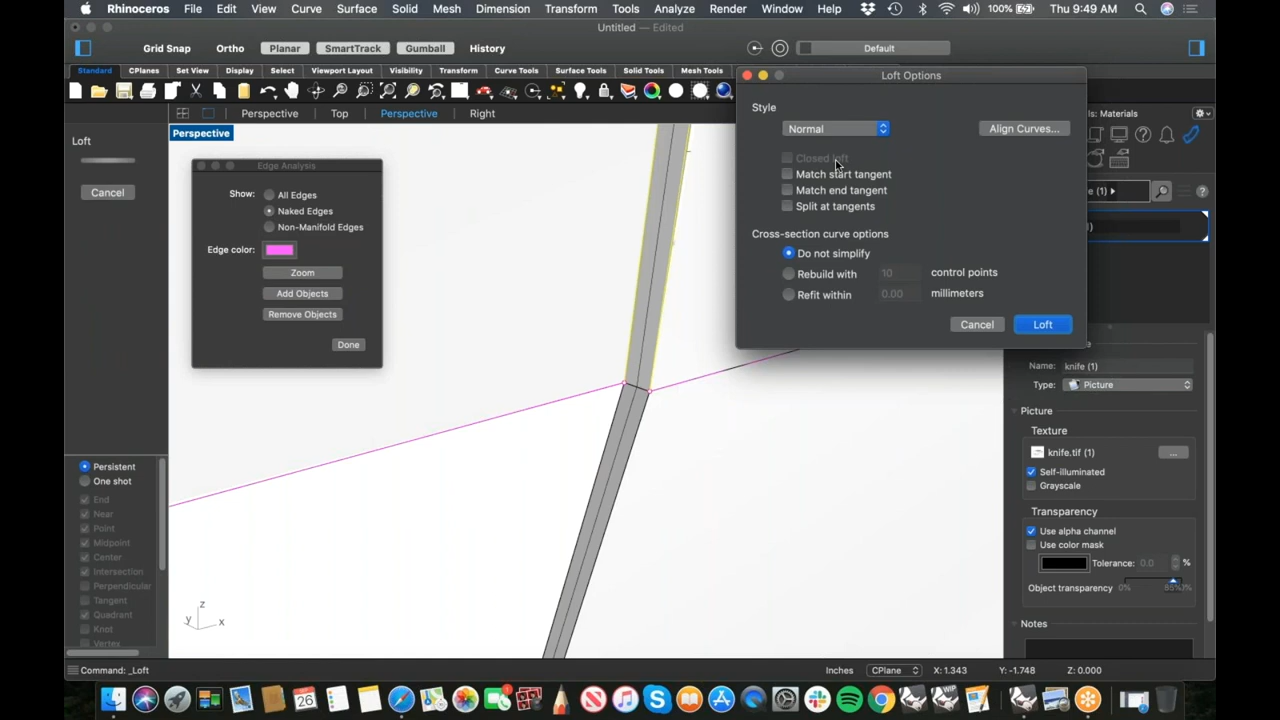 Rhinoceros File Edit View Curve Surface Solid Mesh Dimension Transform Tools Analyze Render Window Help 100% Thu 9:49 AM
Untitled — Edited
Grid Snap Ortho Planar SmartTrack Gumball History Default
Standard CPlanes Set View Display Select Viewport Layout Visibility Transform Curve Tools Surface Tools Solid Tools Mesh Tools
Loft Options
Perspective Top Perspective Right
Perspective
Loft
Cancel
Edge Analysis
Show: All Edges
Naked Edges
Non-Manifold Edges
Edge color:
Zoom
Add Objects
Remove Objects
Done
Style
Normal
Align Curves...
Closed loft
Match start tangent
Match end tangent
Split at tangents
Cross-section curve options
Do not simplify
Rebuild with 10 control points
Refit within 0.00 millimeters
Cancel Loft
s: Materials
e (1)
Name: knife (1)
Type: Picture
Picture
Texture
knife.tif (1) ...
Self-illuminated
Grayscale
Transparency
Use alpha channel
Use color mask
Tolerance: 0.0 %
Object transparency 0%
Notes
Persistent
One shot
End
Near
Point
Midpoint
Center
Intersection
Perpendicular
Tangent
Quadrant
Knot
Vertex
z
y x
Command: _Loft
Inches CPlane X: 1.343 Y: -1.748 Z: 0.000
26